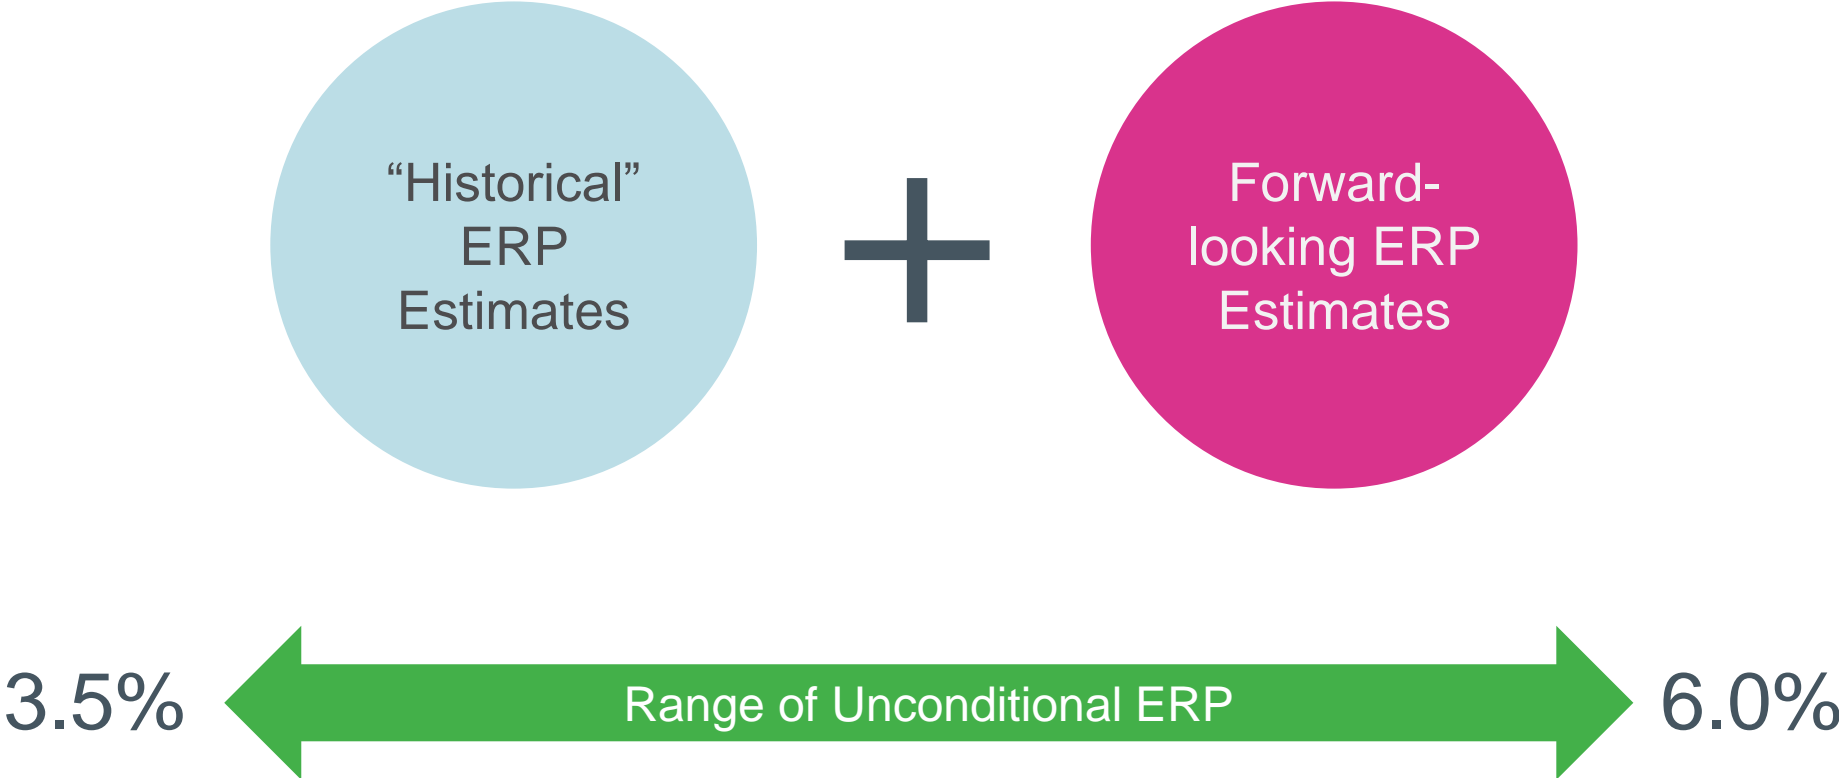 “Historical”
ERP
Estimates
+
Forward-
looking ERP
Estimates
3.5%
Range of Unconditional ERP
6.0%